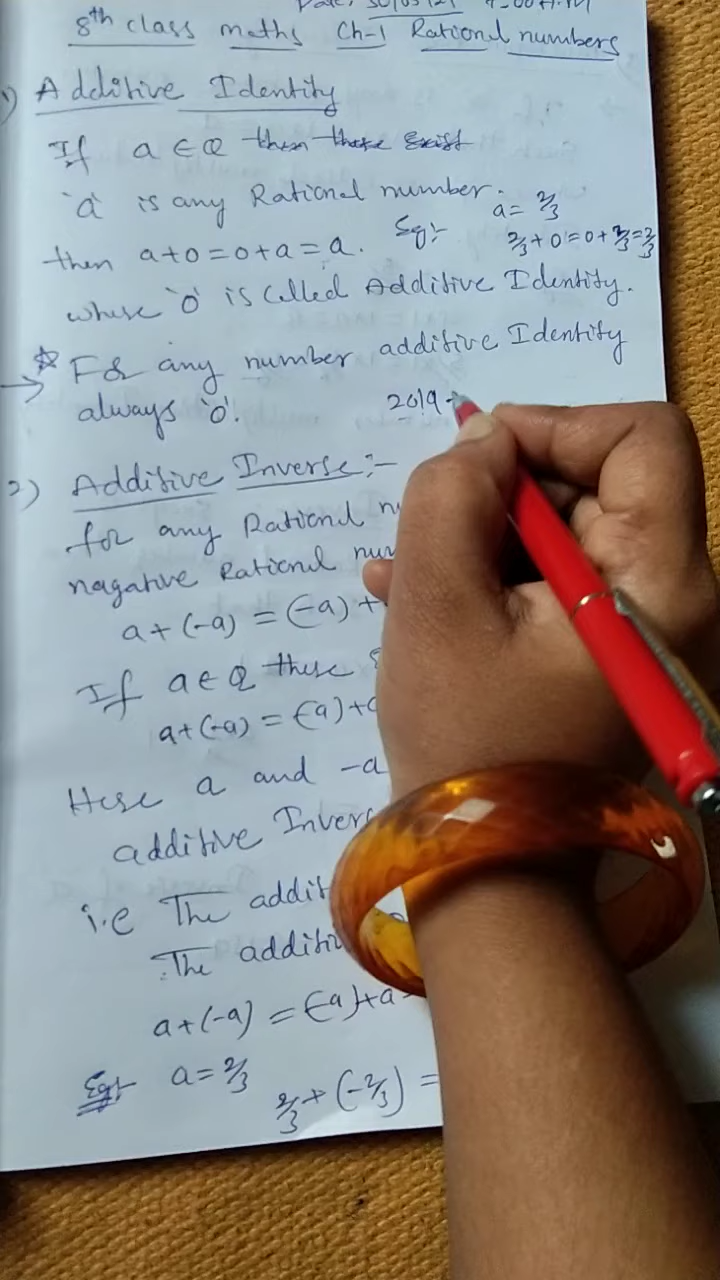 8th class maths Ch-1 Rational numbers
1) Additive Identity
If a ∈ Q then there exist
'a' is any Rational number.
a = 2/3
then a+0=0+a=a. Eg:- 2/3+0=0+2/3=2/3
where '0' is called Additive Identity.
☆ → For any number additive Identity
always '0'. 2019
2) Additive Inverse:-
for any Rational
nagative Rational
a+(-a) = (-a)+
If a ∈ Q there
a+(-a) = (-a)+
Here a and -a
additive
i.e The
The
a+(-a) = (-a)+a
Eg:- a = 2/3 2/3+(-2/3) =